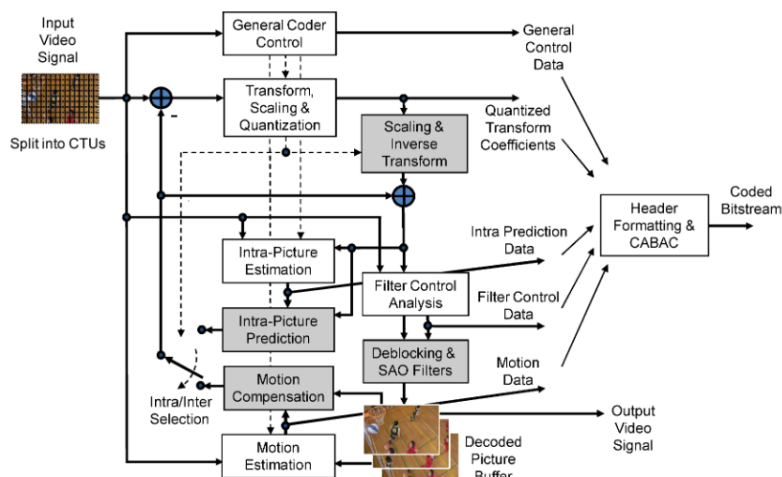 Input
Video
Signal
Split into CTUs
General Coder
Control
Transform,
Scaling &
Quantization
-
Scaling &
Inverse
Transform
General
Control
Data
Quantized
Transform
Coefficients
Header
Formatting &
CABAC
Coded
Bitstream
Intra-Picture
Estimation
Intra Prediction
Data
Filter Control
Analysis
Filter Control
Data
Intra-Picture
Prediction
Deblocking &
SAO Filters
Motion
Compensation
Motion
Data
Intra/Inter
Selection
Motion
Estimation
Decoded
Picture
Buffer
Output
Video
Signal